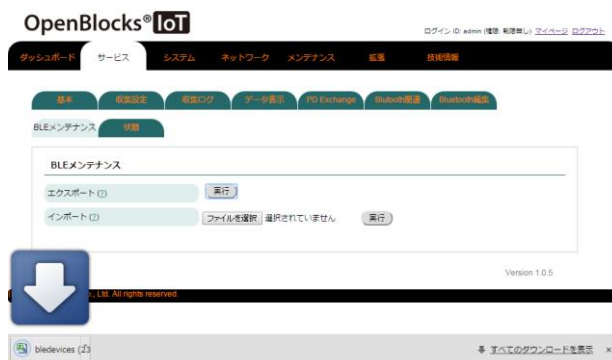 OpenBlocks® IoT
ログイン ID: admin (権限: 制限無し) マイページ ログアウト
ダッシュボード サービス システム ネットワーク メンテナンス 拡張 技術情報
基本 収集設定 収集ログ データ表示 PD Exchange Blutooth関連 Bluetooth編集
BLEメンテナンス 状態
BLEメンテナンス
エクスポート (?) 実行
インポート (?) ファイルを選択 選択されていません 実行
Version 1.0.5
., Ltd. All rights reserved.
bledevices (
すべてのダウンロードを表示 ×